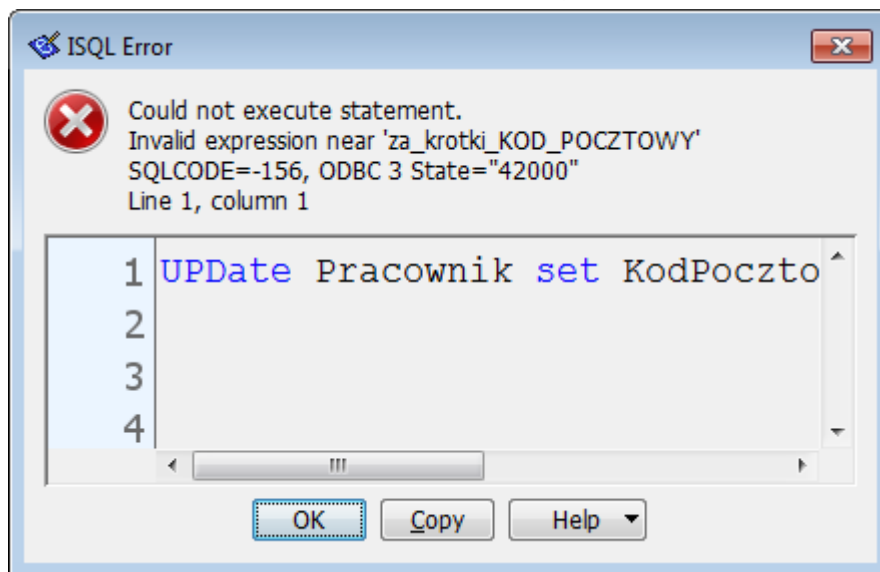 ISQL Error
Could not execute statement.
Invalid expression near 'za_krotki_KOD_POCZTOWY'
SQLCODE=-156, ODBC 3 State="42000"
Line 1, column 1
1 UPDate Pracownik set KodPoczto
2
3
4
OK Copy Help